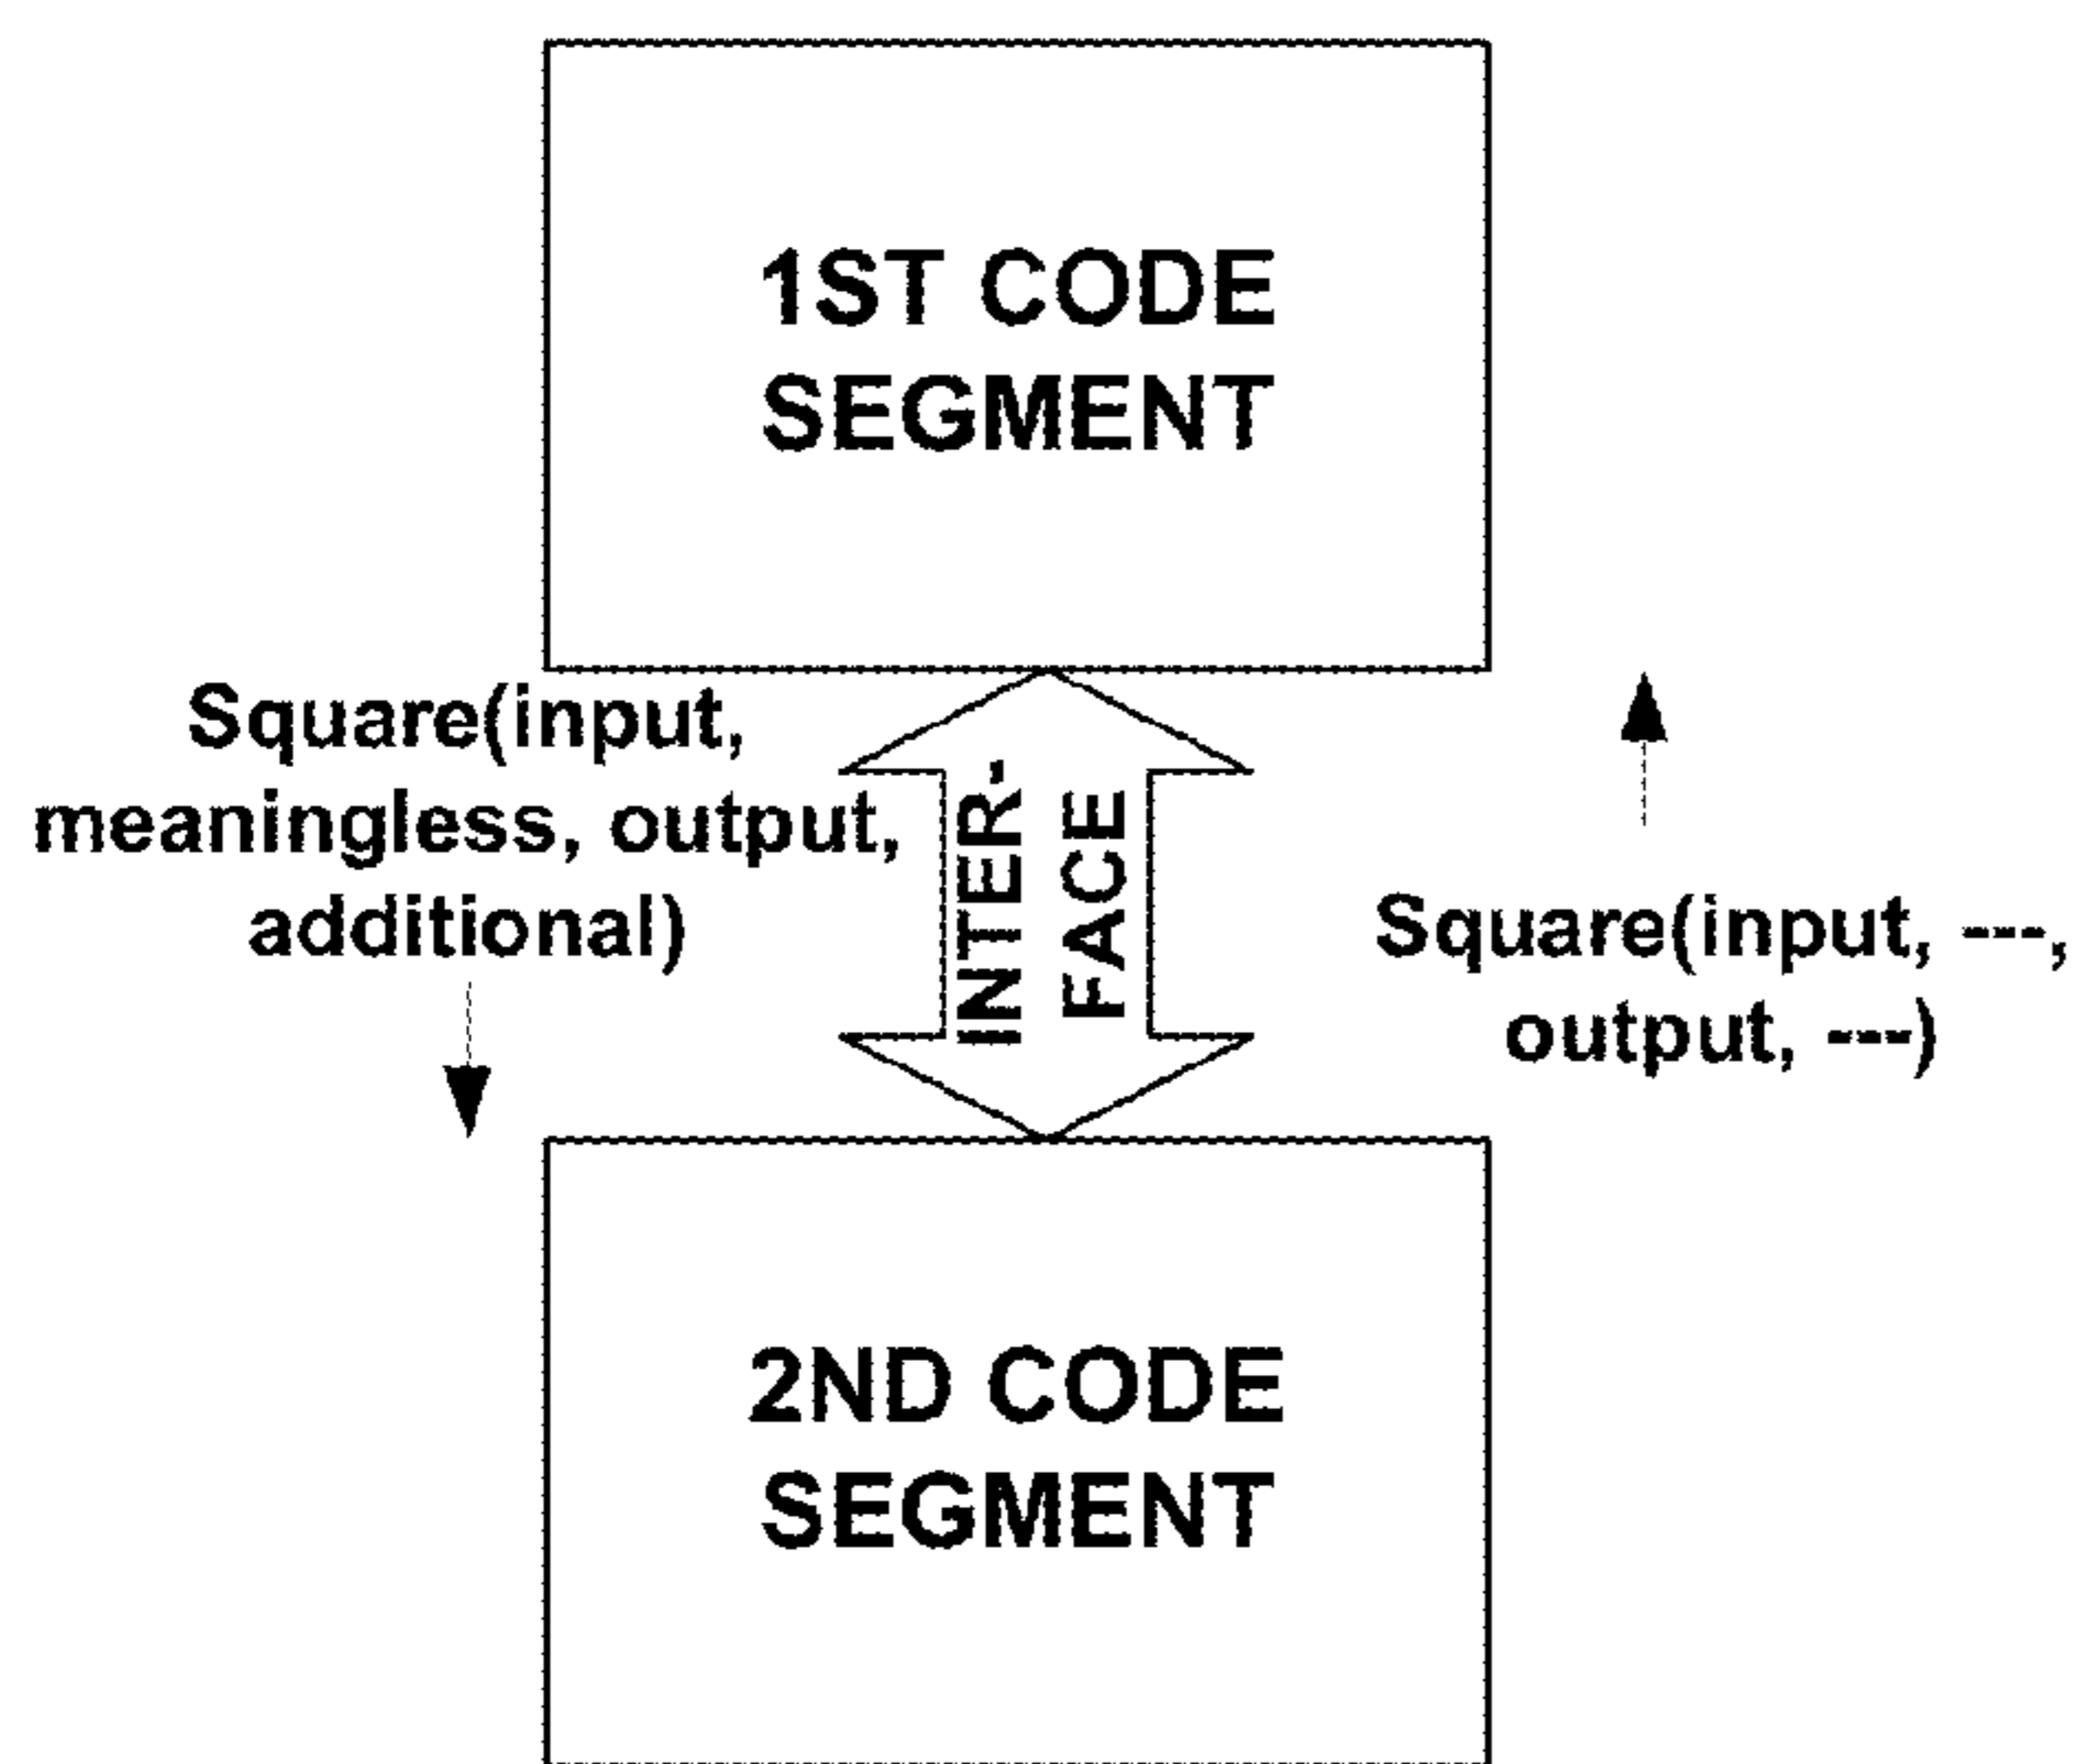 1ST CODE
SEGMENT
Square(input,
meaningless, output,
additional)
INTER-
FACE
Square(input, ---,
output, ---)
2ND CODE
SEGMENT